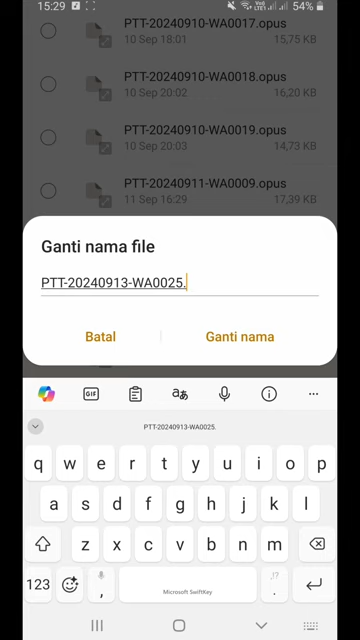 15:29
54%
PTT-20240910-WA0017.opus
10 Sep 18:01
15,75 KB
PTT-20240910-WA0018.opus
10 Sep 20:02
16,20 KB
PTT-20240910-WA0019.opus
10 Sep 20:03
14,73 KB
PTT-20240911-WA0009.opus
11 Sep 16:29
17,39 KB
Ganti nama file
PTT-20240913-WA0025.
Batal
Ganti nama
GIF
aあ
PTT-20240913-WA0025.
q w e r t y u i o p
a s d f g h j k l
z x c v b n m
,!?
123 , Microsoft SwiftKey .